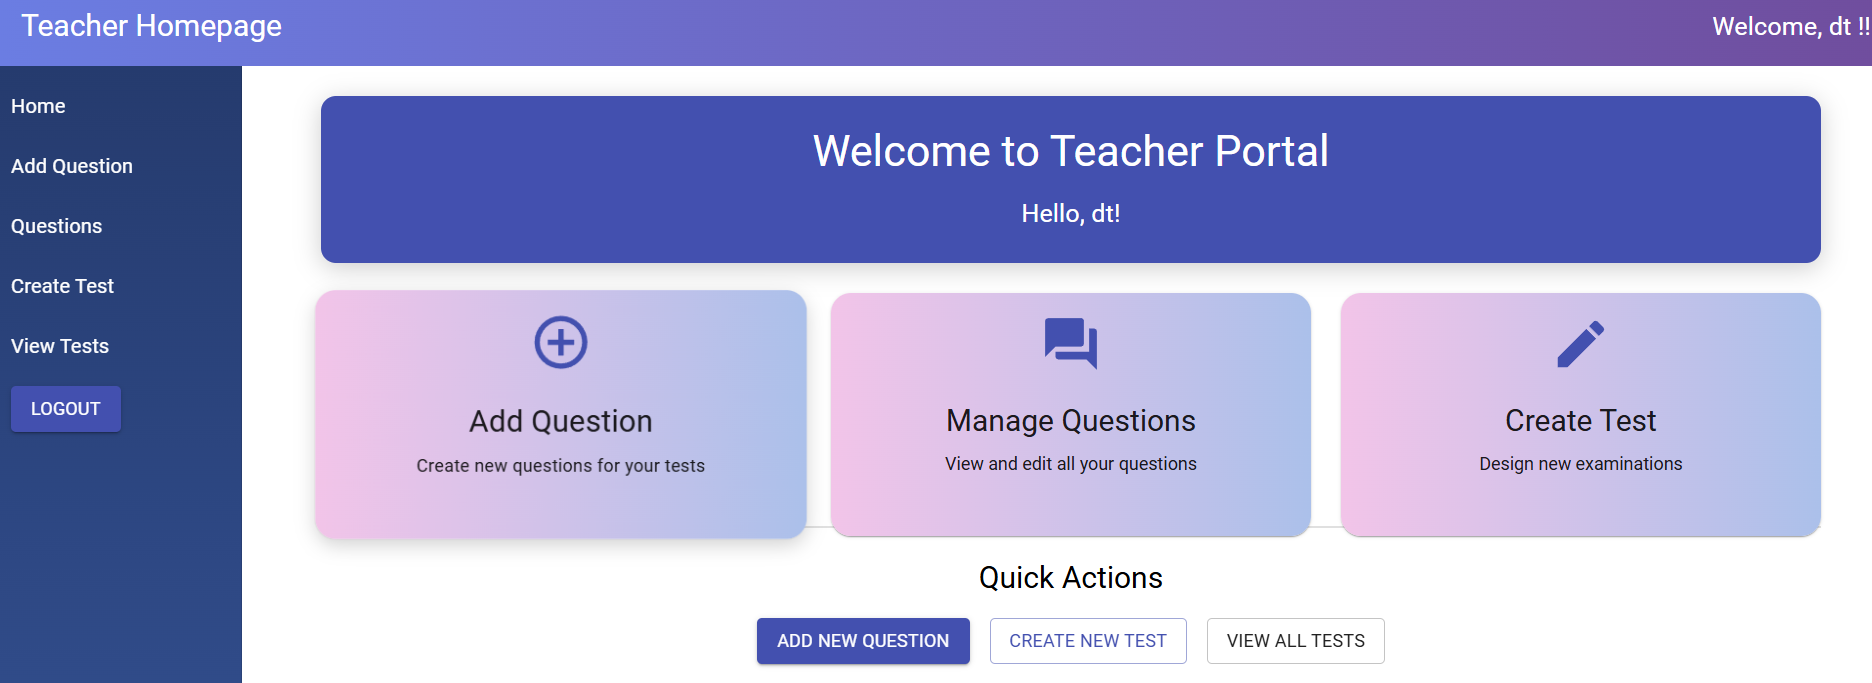 Teacher Homepage
Welcome, dt !!
Home
Add Question
Questions
Create Test
View Tests
LOGOUT
Welcome to Teacher Portal
Hello, dt!
Add Question
Create new questions for your tests
Manage Questions
View and edit all your questions
Create Test
Design new examinations
Quick Actions
ADD NEW QUESTION
CREATE NEW TEST
VIEW ALL TESTS